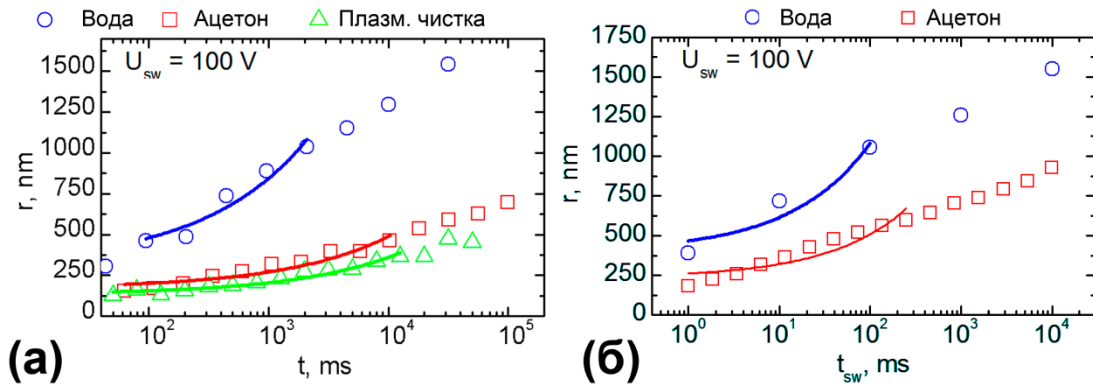 Вода Ацетон Плазм. чистка
U_sw = 100 V
r, nm
1500
1250
1000
750
500
250
0
10^2 10^3 10^4 10^5
t, ms
(а)
Вода Ацетон
U_sw = 100 V
r, nm
1750
1500
1250
1000
750
500
250
0
10^0 10^1 10^2 10^3 10^4
t_sw, ms
(б)